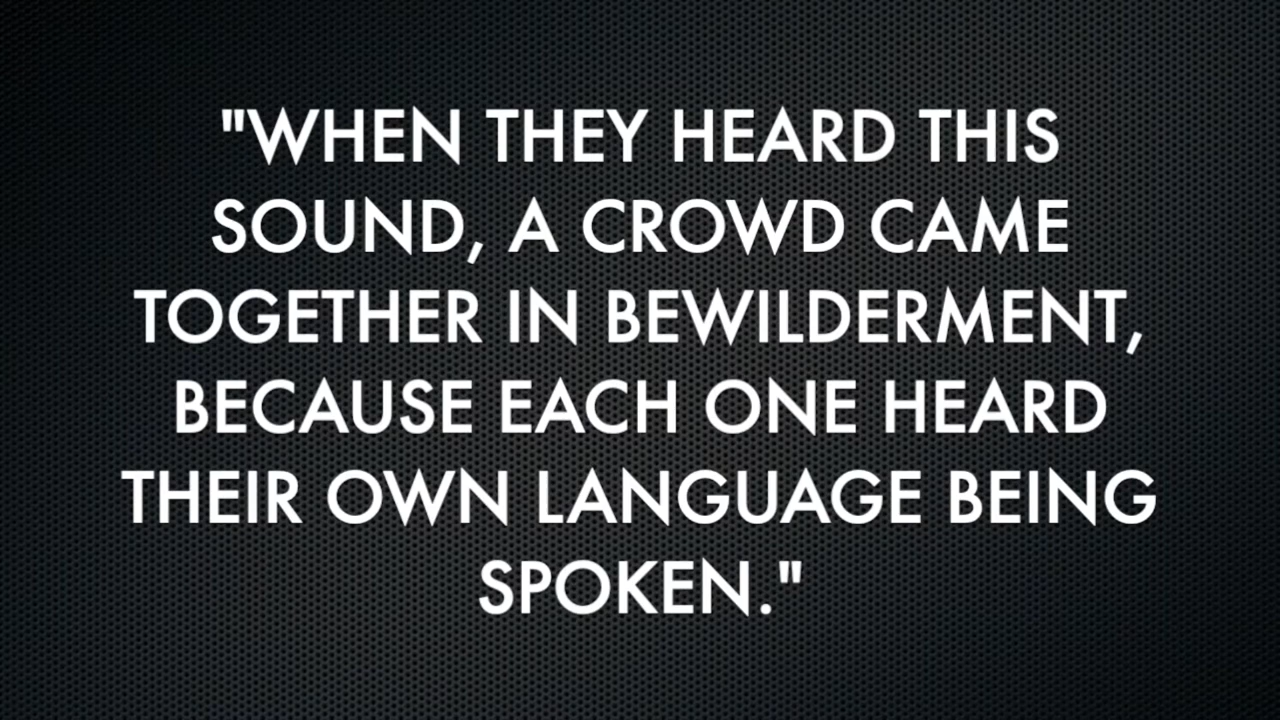 "WHEN THEY HEARD THIS
SOUND, A CROWD CAME
TOGETHER IN BEWILDERMENT,
BECAUSE EACH ONE HEARD
THEIR OWN LANGUAGE BEING
SPOKEN."